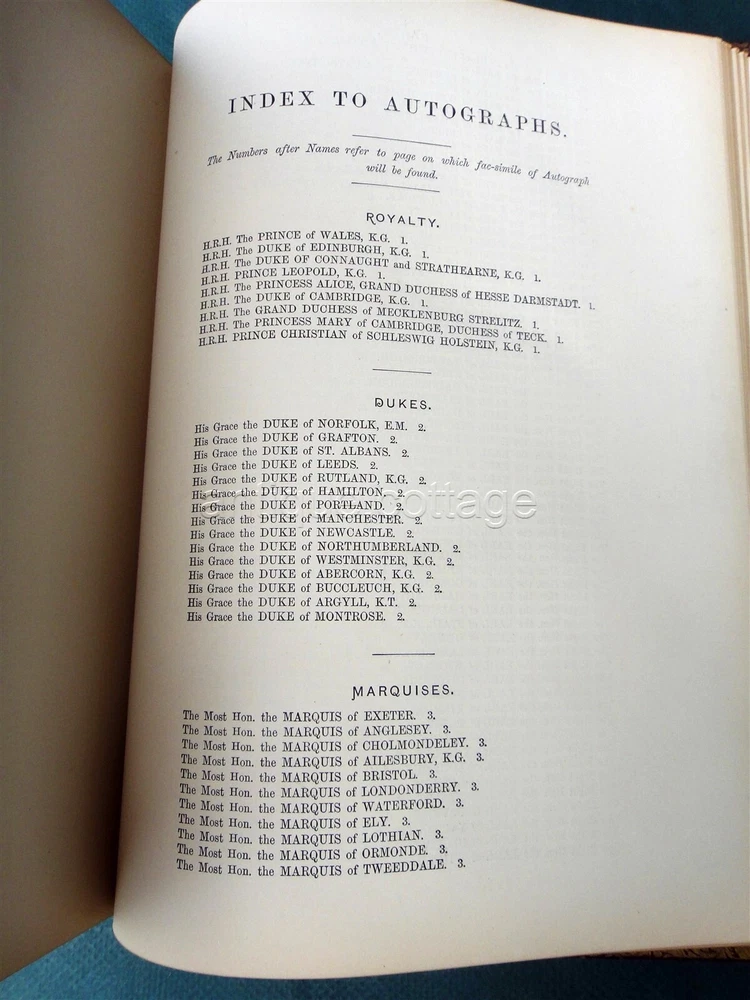 INDEX TO AUTOGRAPHS.
The Numbers after Names refer to page on which fac-simile of Autograph
will be found.
ROYALTY.
H.R.H. The PRINCE of WALES, K.G. 1.
H.R.H. The DUKE of EDINBURGH, K.G. 1.
H.R.H. The DUKE OF CONNAUGHT and STRATHEARNE, K.G. 1.
H.R.H. PRINCE LEOPOLD, K.G. 1.
H.R.H. The PRINCESS ALICE, GRAND DUCHESS of HESSE DARMSTADT. 1.
H.R.H. The DUKE of CAMBRIDGE, K.G. 1.
H.R.H. The GRAND DUCHESS of MECKLENBURG STRELITZ. 1.
H.R.H. The PRINCESS MARY of CAMBRIDGE, DUCHESS of TECK. 1.
H.R.H. PRINCE CHRISTIAN of SCHLESWIG HOLSTEIN, K.G. 1.
DUKES.
His Grace the DUKE of NORFOLK, E.M. 2.
His Grace the DUKE of GRAFTON. 2.
His Grace the DUKE of ST. ALBANS. 2.
His Grace the DUKE of LEEDS. 2.
His Grace the DUKE of RUTLAND, K.G. 2.
His Grace the DUKE of HAMILTON. 2.
His Grace the DUKE of PORTLAND. 2.
His Grace the DUKE of MANCHESTER. 2.
His Grace the DUKE of NEWCASTLE. 2.
His Grace the DUKE of NORTHUMBERLAND. 2.
His Grace the DUKE of WESTMINSTER, K.G. 2.
His Grace the DUKE of ABERCORN, K.G. 2.
His Grace the DUKE of BUCCLEUCH, K.G. 2.
His Grace the DUKE of ARGYLL, K.T. 2.
His Grace the DUKE of MONTROSE. 2.
MARQUISES.
The Most Hon. the MARQUIS of EXETER. 3.
The Most Hon. the MARQUIS of ANGLESEY. 3.
The Most Hon. the MARQUIS of CHOLMONDELEY. 3.
The Most Hon. the MARQUIS of AILESBURY, K.G. 3.
The Most Hon. the MARQUIS of BRISTOL. 3.
The Most Hon. the MARQUIS of LONDONDERRY. 3.
The Most Hon. the MARQUIS of WATERFORD. 3.
The Most Hon. the MARQUIS of ELY. 3.
The Most Hon. the MARQUIS of LOTHIAN. 3.
The Most Hon. the MARQUIS of ORMONDE. 3.
The Most Hon. the MARQUIS of TWEEDDALE. 3.